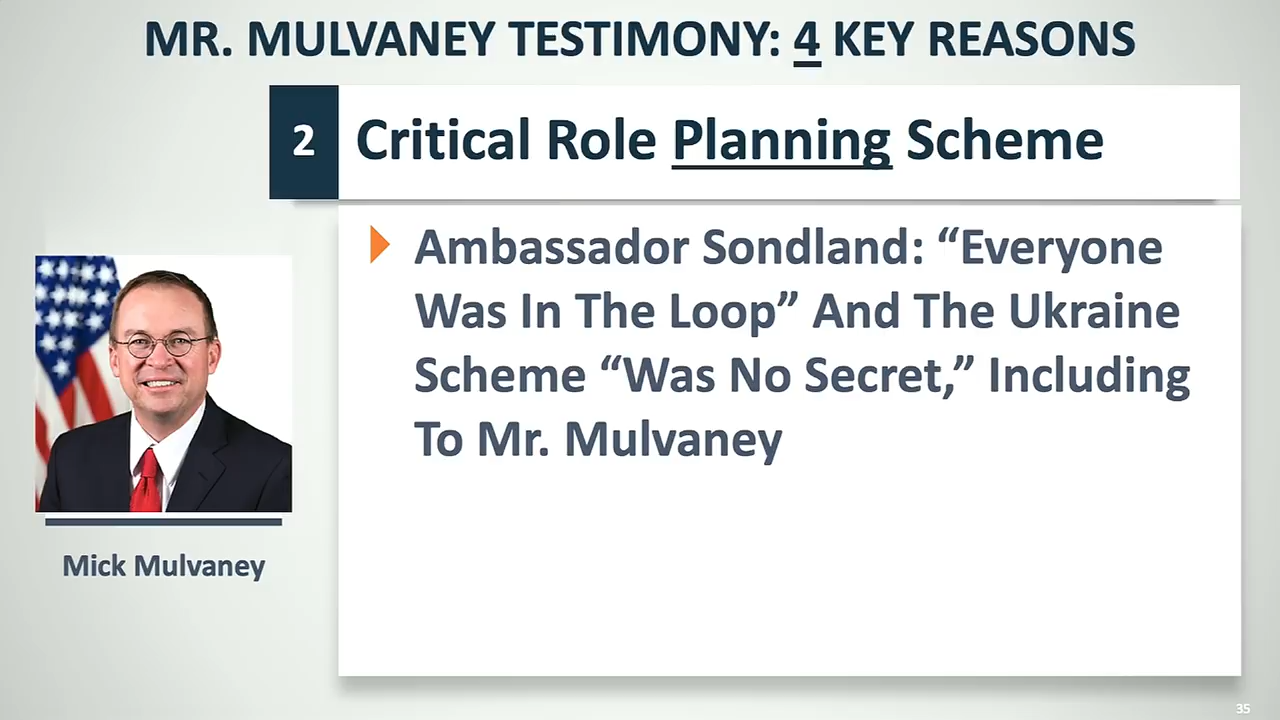 MR. MULVANEY TESTIMONY: 4 KEY REASONS
2
Critical Role Planning Scheme
Ambassador Sondland: “Everyone
Was In The Loop” And The Ukraine
Scheme “Was No Secret,” Including
To Mr. Mulvaney
Mick Mulvaney
35